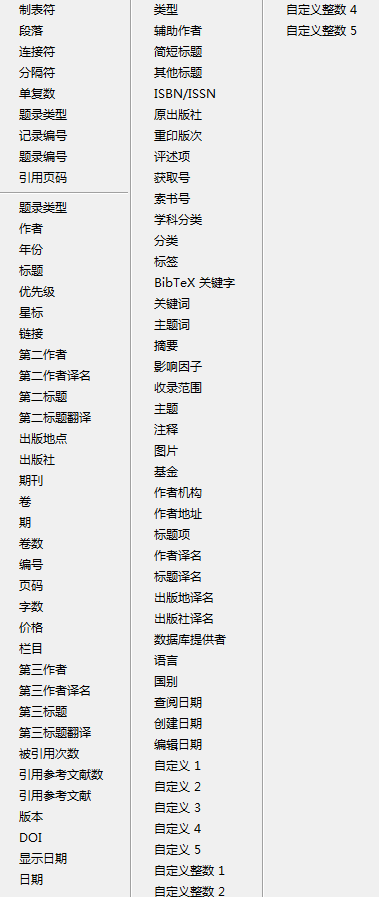 制表符
段落
连接符
分隔符
单复数
题录类型
记录编号
题录编号
引用页码
题录类型
作者
年份
标题
优先级
星标
链接
第二作者
第二作者译名
第二标题
第二标题翻译
出版地点
出版社
期刊
卷
期
卷数
编号
页码
字数
价格
栏目
第三作者
第三作者译名
第三标题
第三标题翻译
被引用次数
引用参考文献数
引用参考文献
版本
DOI
显示日期
日期
类型
辅助作者
简短标题
其他标题
ISBN/ISSN
原出版社
重印版次
评述项
获取号
索书号
学科分类
分类
标签
BibTeX 关键字
关键词
主题词
摘要
影响因子
收录范围
主题
注释
图片
基金
作者机构
作者地址
标题项
作者译名
标题译名
出版地译名
出版社译名
数据库提供者
语言
国别
查阅日期
创建日期
编辑日期
自定义 1
自定义 2
自定义 3
自定义 4
自定义 5
自定义整数 1
自定义整数 2
自定义整数 4
自定义整数 5